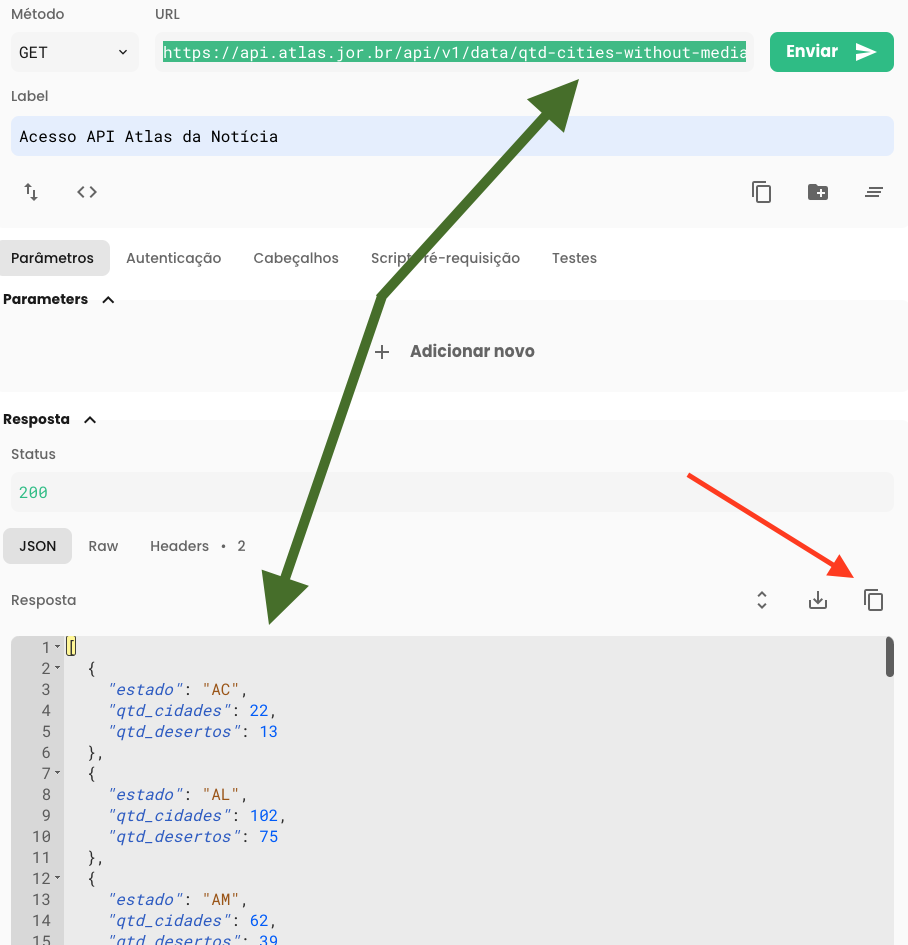 Método URL
GET https://api.atlas.jor.br/api/v1/data/qtd-cities-without-media Enviar
Label
Acesso API Atlas da Notícia
Parâmetros Autenticação Cabeçalhos Script ré-requisição Testes
Parameters
+ Adicionar novo
Resposta
Status
200
JSON Raw Headers • 2
Resposta
1 [
2 {
3 "estado": "AC",
4 "qtd_cidades": 22,
5 "qtd_desertos": 13
6 },
7 {
8 "estado": "AL",
9 "qtd_cidades": 102,
10 "qtd_desertos": 75
11 },
12 {
13 "estado": "AM",
14 "qtd_cidades": 62,
15 "qtd_desertos": 39